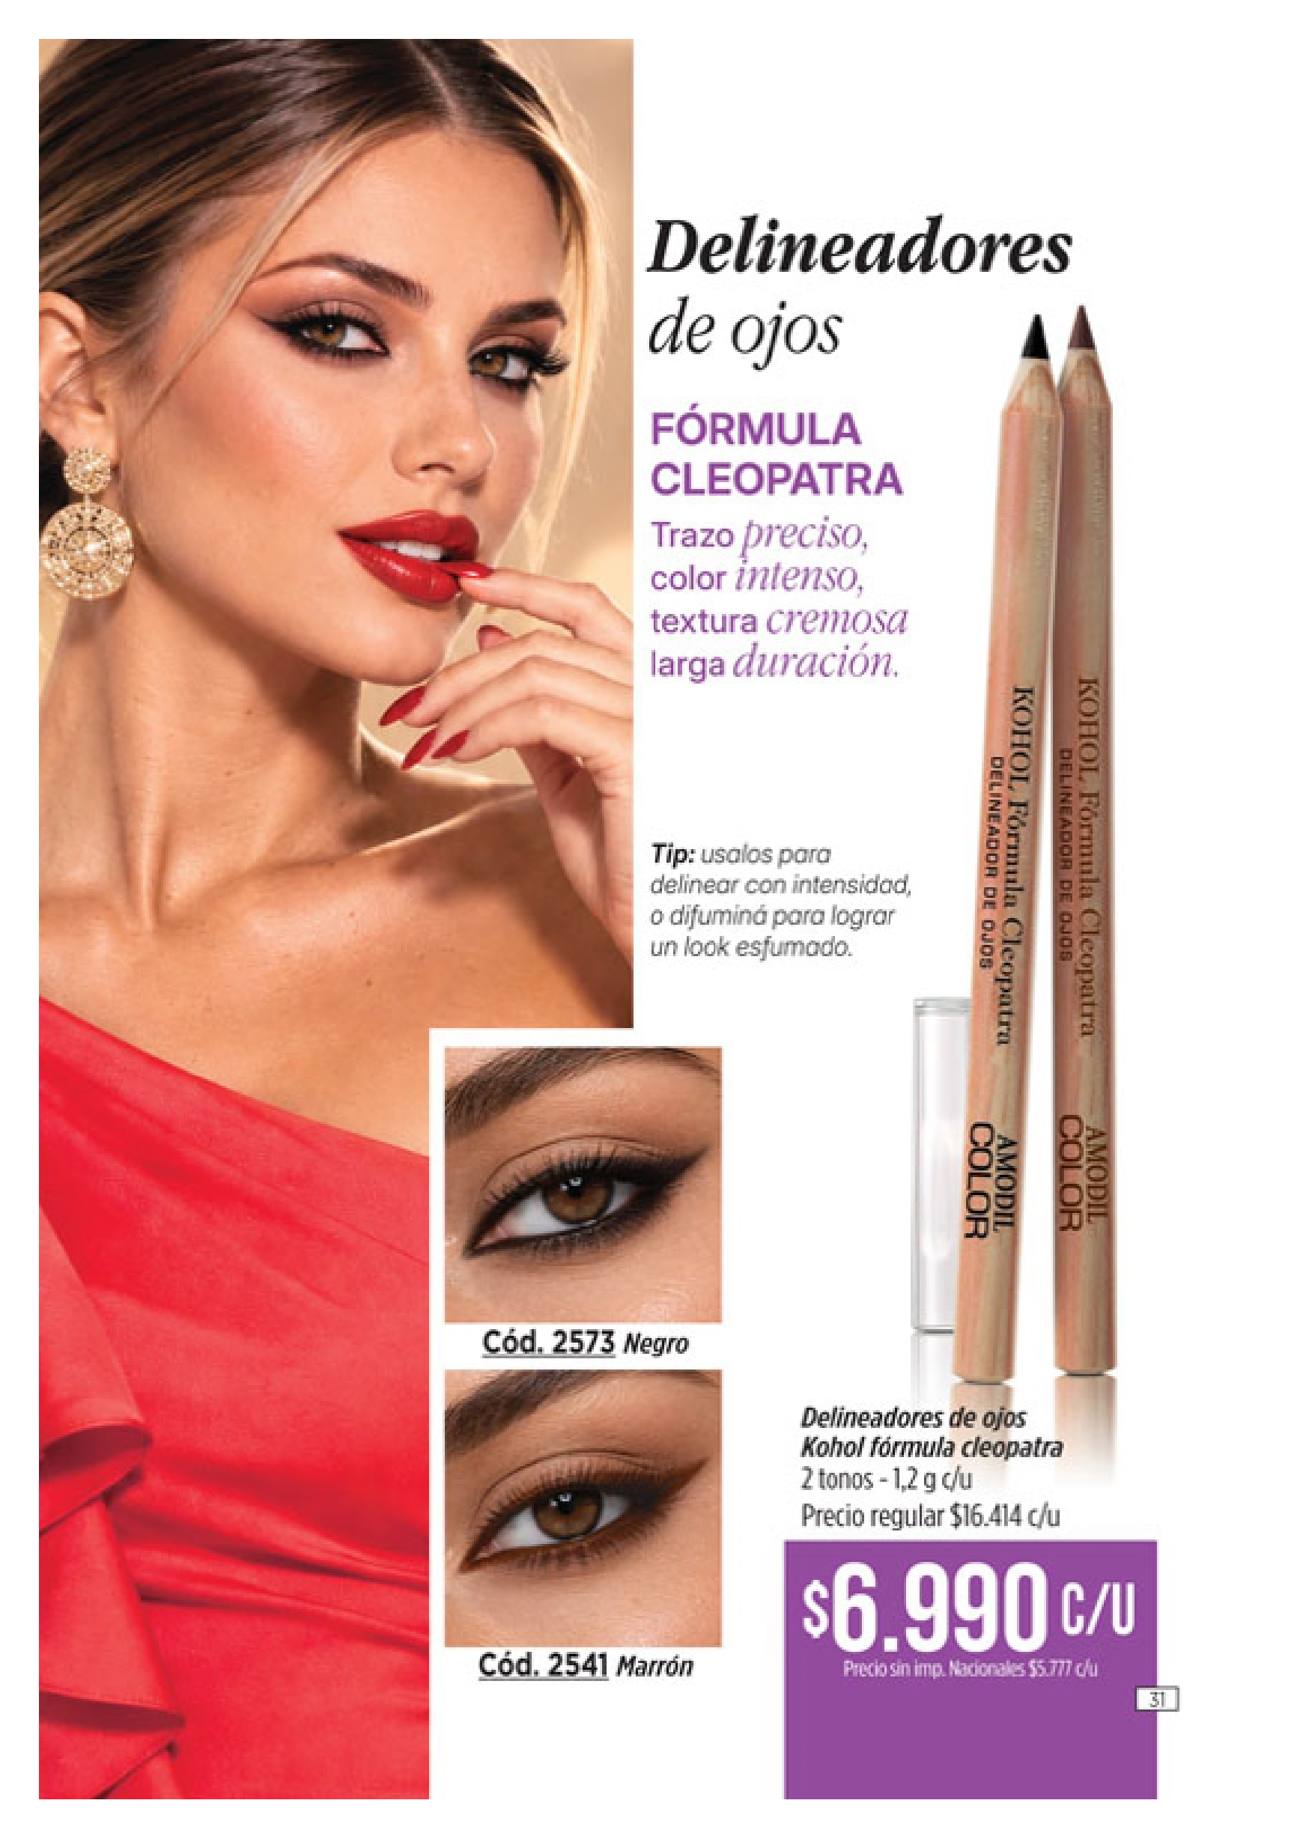 Delineadores
de ojos
FÓRMULA
CLEOPATRA
Trazo preciso,
color intenso,
textura cremosa
larga duración.
Tip: usalos para
delinear con intensidad,
o difuminá para lograr
un look esfumado.
KOHOL Fórmula Cleopatra
DELINEADOR DE OJOS
AMODIL
COLOR
KOHOL Fórmula Cleopatra
DELINEADOR DE OJOS
AMODIL
COLOR
Cód. 2573 Negro
Cód. 2541 Marrón
Delineadores de ojos
Kohol fórmula cleopatra
2 tonos - 1,2 g c/u
Precio regular $16.414 c/u
$6.990 C/U
Precio sin imp. Nacionales $5.777 c/u
31